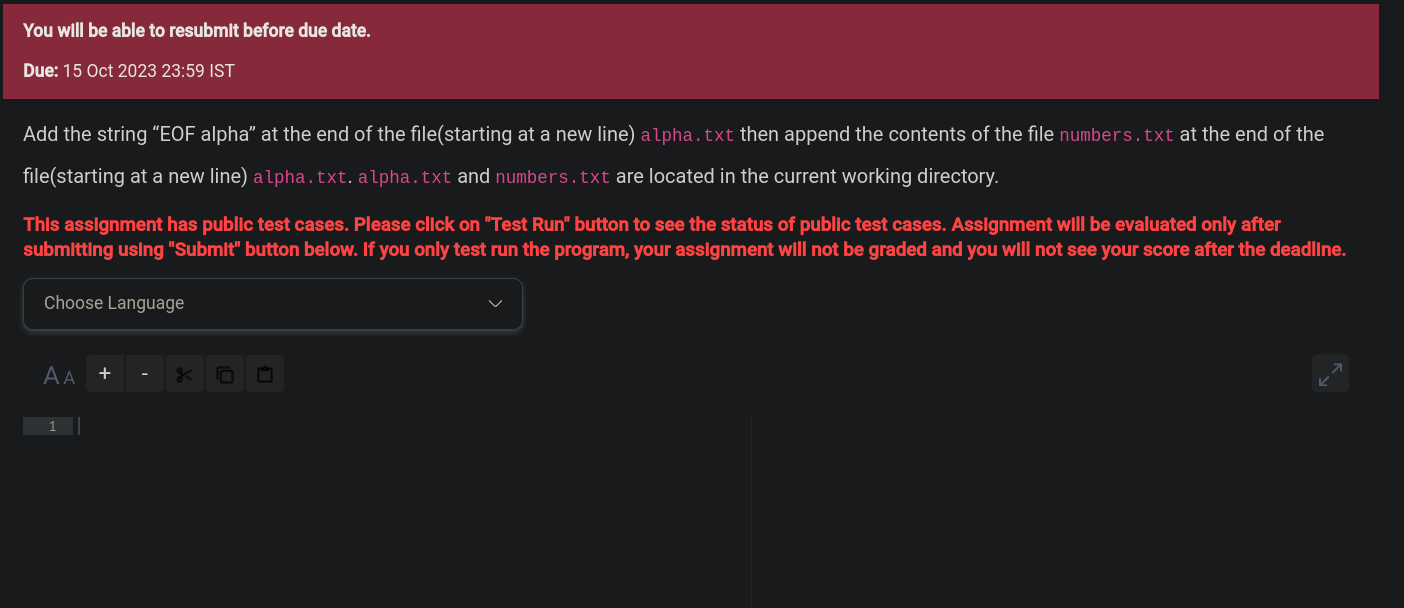 You will be able to resubmit before due date.
Due: 15 Oct 2023 23:59 IST
Add the string “EOF alpha” at the end of the file(starting at a new line) alpha.txt then append the contents of the file numbers.txt at the end of the
file(starting at a new line) alpha.txt. alpha.txt and numbers.txt are located in the current working directory.
This assignment has public test cases. Please click on "Test Run" button to see the status of public test cases. Assignment will be evaluated only after
submitting using "Submit" button below. If you only test run the program, your assignment will not be graded and you will not see your score after the deadline.
Choose Language
A A + -
1